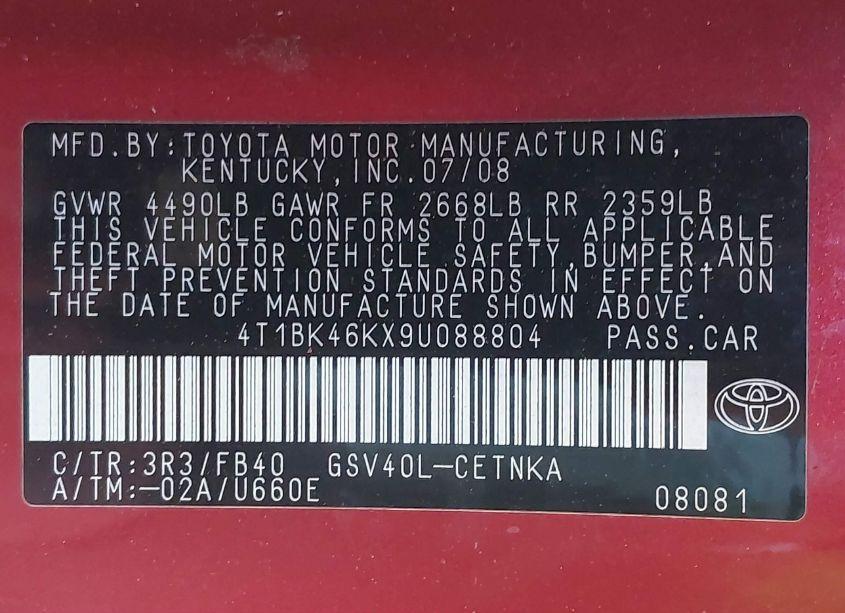 MFD.BY:TOYOTA MOTOR MANUFACTURING,
KENTUCKY,INC.07/08
GVWR 4490LB GAWR FR 2668LB RR 2359LB
THIS VEHICLE CONFORMS TO ALL APPLICABLE
FEDERAL MOTOR VEHICLE SAFETY,BUMPER,AND
THEFT PREVENTION STANDARDS IN EFFECT ON
THE DATE OF MANUFACTURE SHOWN ABOVE.
4T1BK46KX9U088804 PASS.CAR
C/TR:3R3/FB40 GSV40L-CETNKA
A/TM:-02A/U660E 08081